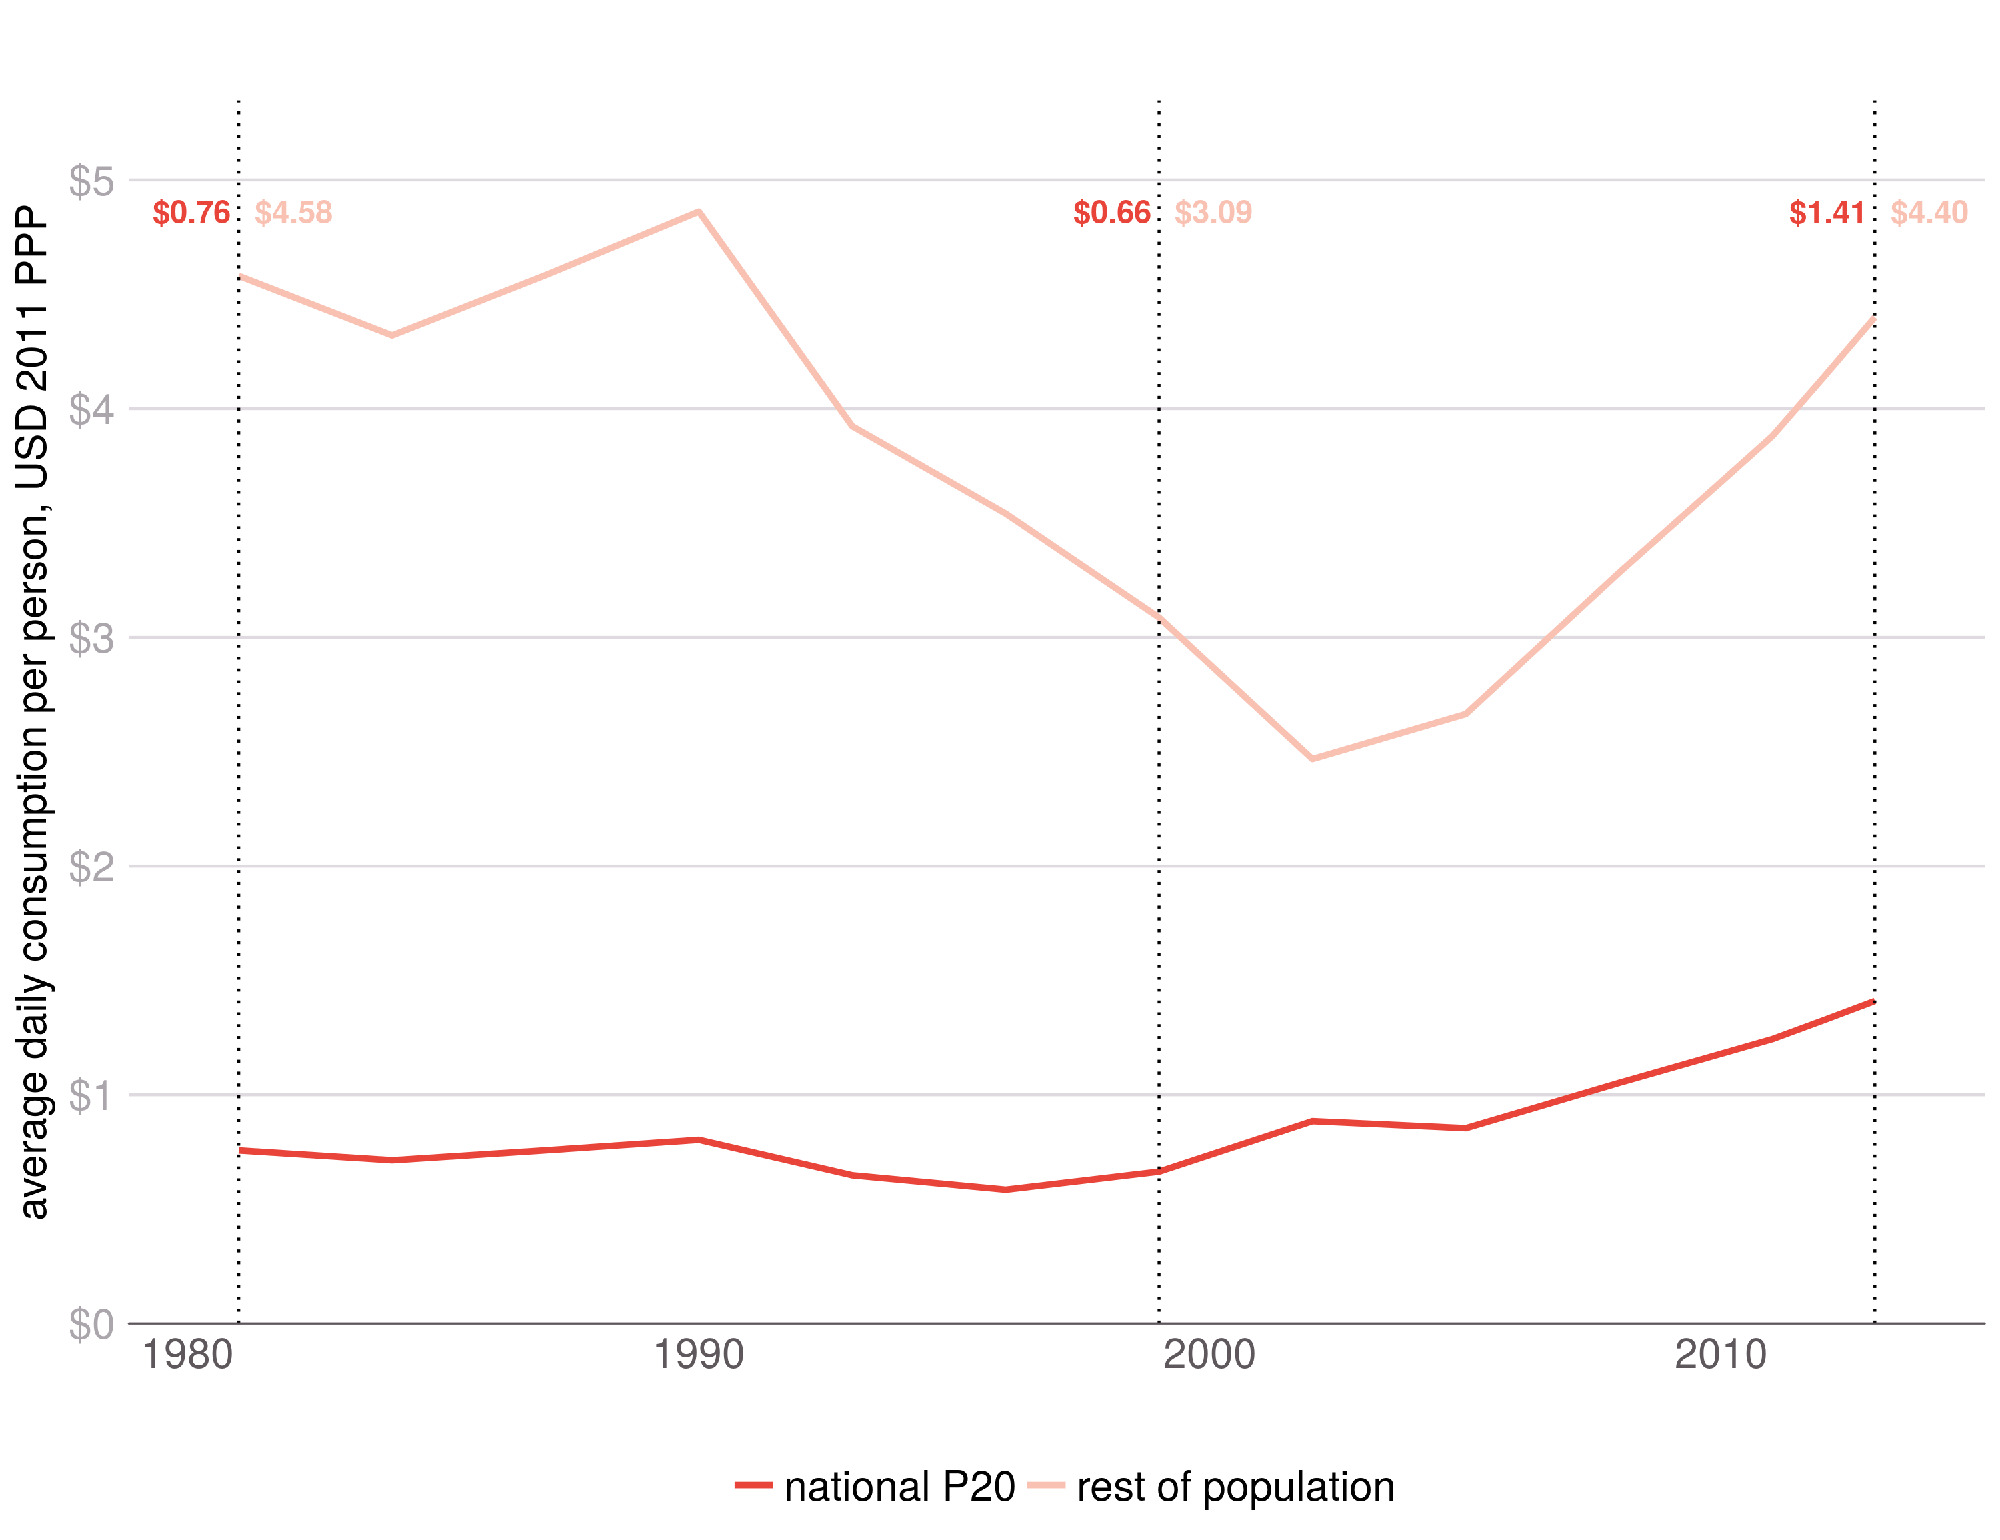 average daily consumption per person, USD 2011 PPP
$5
$0.76 $4.58 $0.66 $3.09 $1.41 $4.40
$4
$3
$2
$1
$0
1980 1990 2000 2010
national P20 rest of population